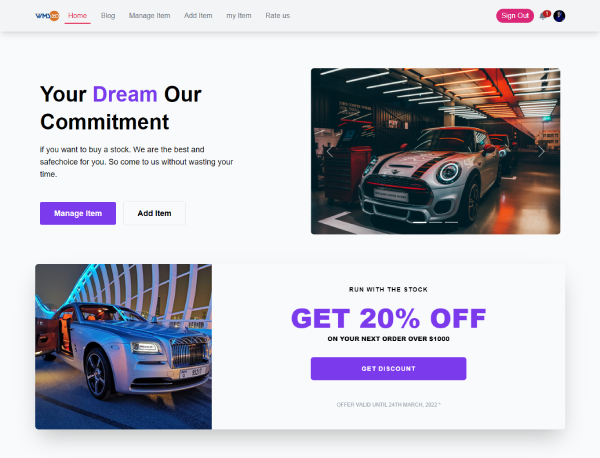 WMS
Home Blog Manage Item Add Item my Item Rate us Sign Out
Your Dream Our
Commitment
if you want to buy a stock. We are the best and
safechoice for you. So come to us without wasting your
time.
Manage Item Add Item
RUN WITH THE STOCK
GET 20% OFF
ON YOUR NEXT ORDER OVER $1000
GET DISCOUNT
OFFER VALID UNTIL 24TH MARCH, 2022 *